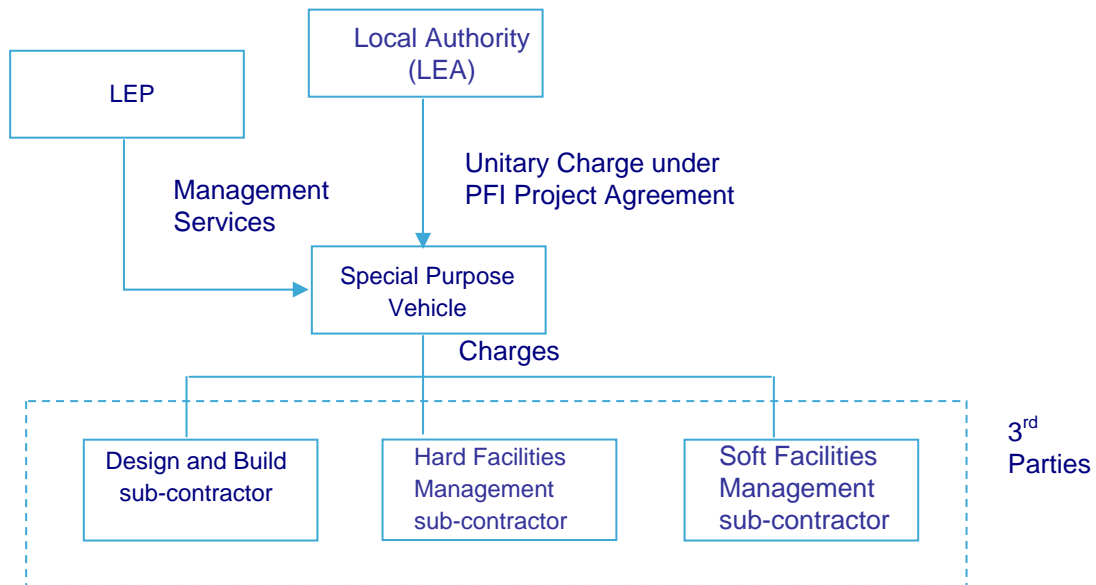 Local Authority
(LEA)
LEP
Unitary Charge under
PFI Project Agreement
Management
Services
Special Purpose
Vehicle
Charges
3rd
Parties
Design and Build
sub-contractor
Hard Facilities
Management
sub-contractor
Soft Facilities
Management
sub-contractor